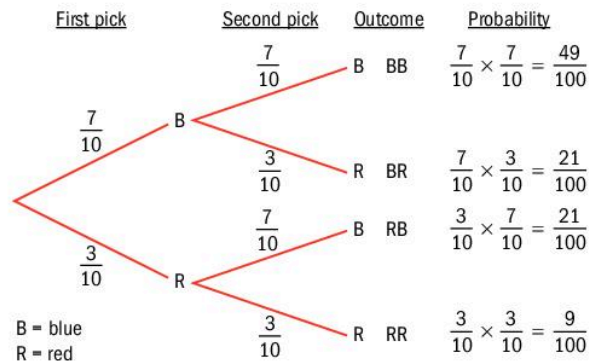 First pick Second pick Outcome Probability
7/10 B BB 7/10 × 7/10 = 49/100
7/10 B
3/10 R BR 7/10 × 3/10 = 21/100
7/10 B RB 3/10 × 7/10 = 21/100
3/10 R
3/10 R RR 3/10 × 3/10 = 9/100
B = blue
R = red